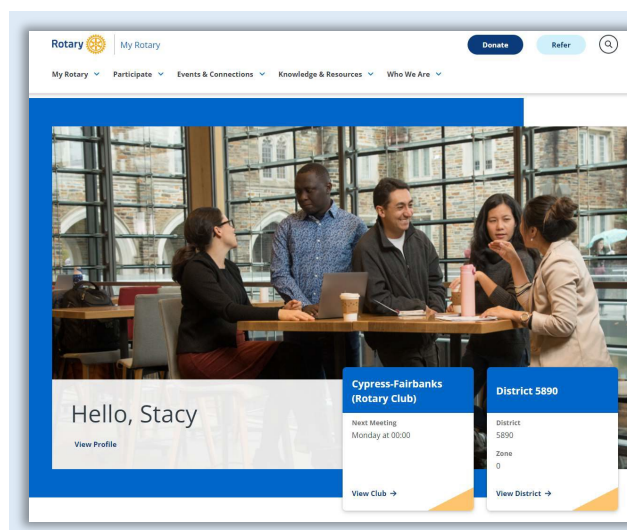 Rotary
My Rotary
Donate
Refer
My Rotary
Participate
Events & Connections
Knowledge & Resources
Who We Are
Hello, Stacy
View Profile
Cypress-Fairbanks
(Rotary Club)
Next Meeting
Monday at 00:00
View Club →
District 5890
District
5890
Zone
0
View District →